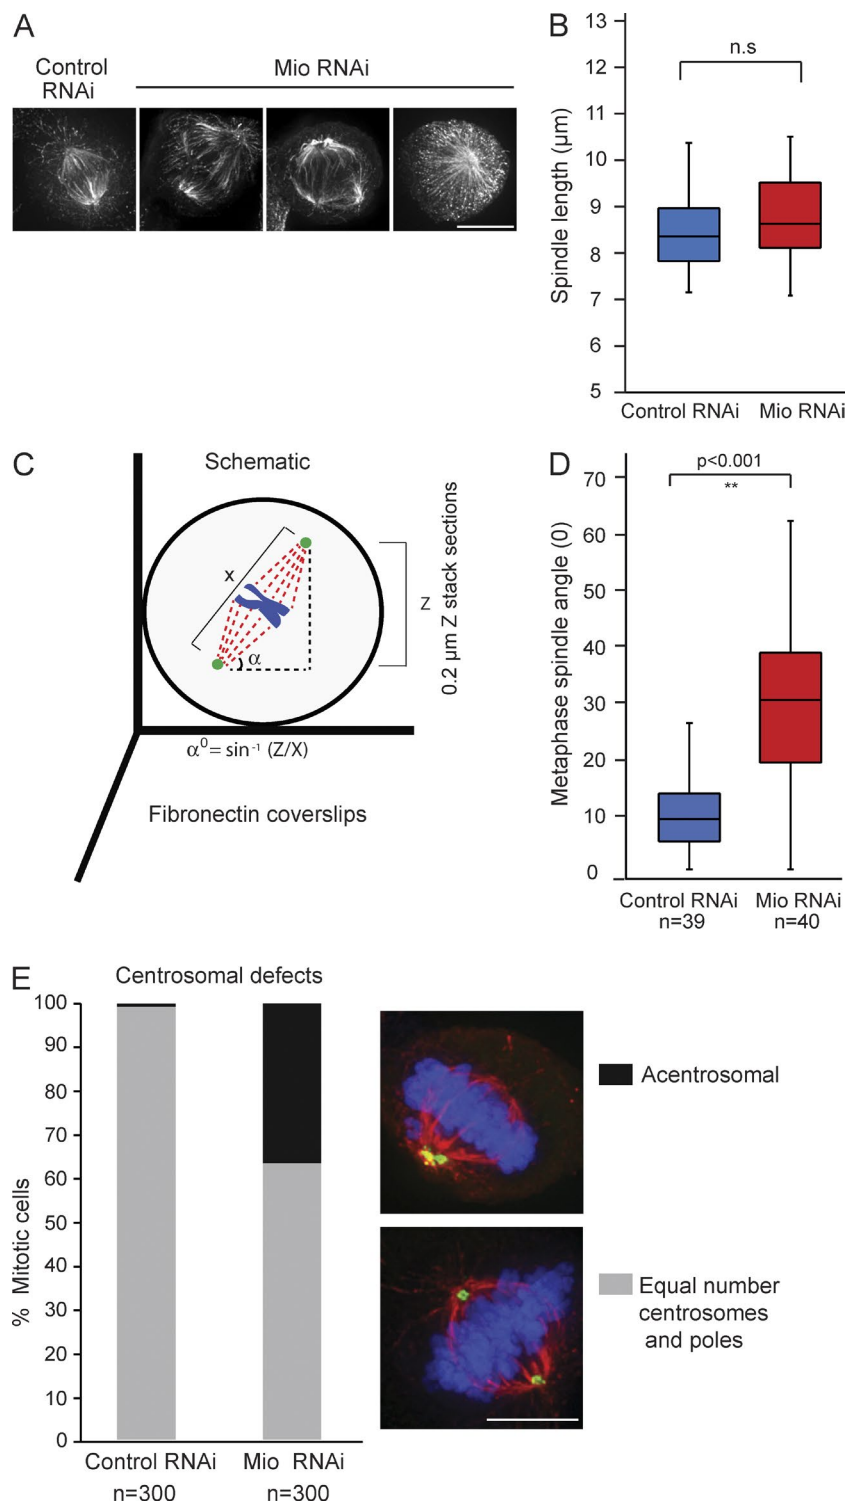 A
Control
RNAi
Mio RNAi
B
Spindle length (µm)
13
12
11
10
9
8
7
6
5
n.s
Control RNAi
Mio RNAi
C
Schematic
x
α
Z
0.2 µm Z stack sections
α⁰= sin⁻¹ (Z/X)
Fibronectin coverslips
D
Metaphase spindle angle (0)
70
60
50
40
30
20
10
0
p<0.001
**
Control RNAi
n=39
Mio RNAi
n=40
E
Centrosomal defects
% Mitotic cells
100
90
80
70
60
50
40
30
20
10
0
Control RNAi
n=300
Mio RNAi
n=300
Acentrosomal
Equal number
centrosomes
and poles